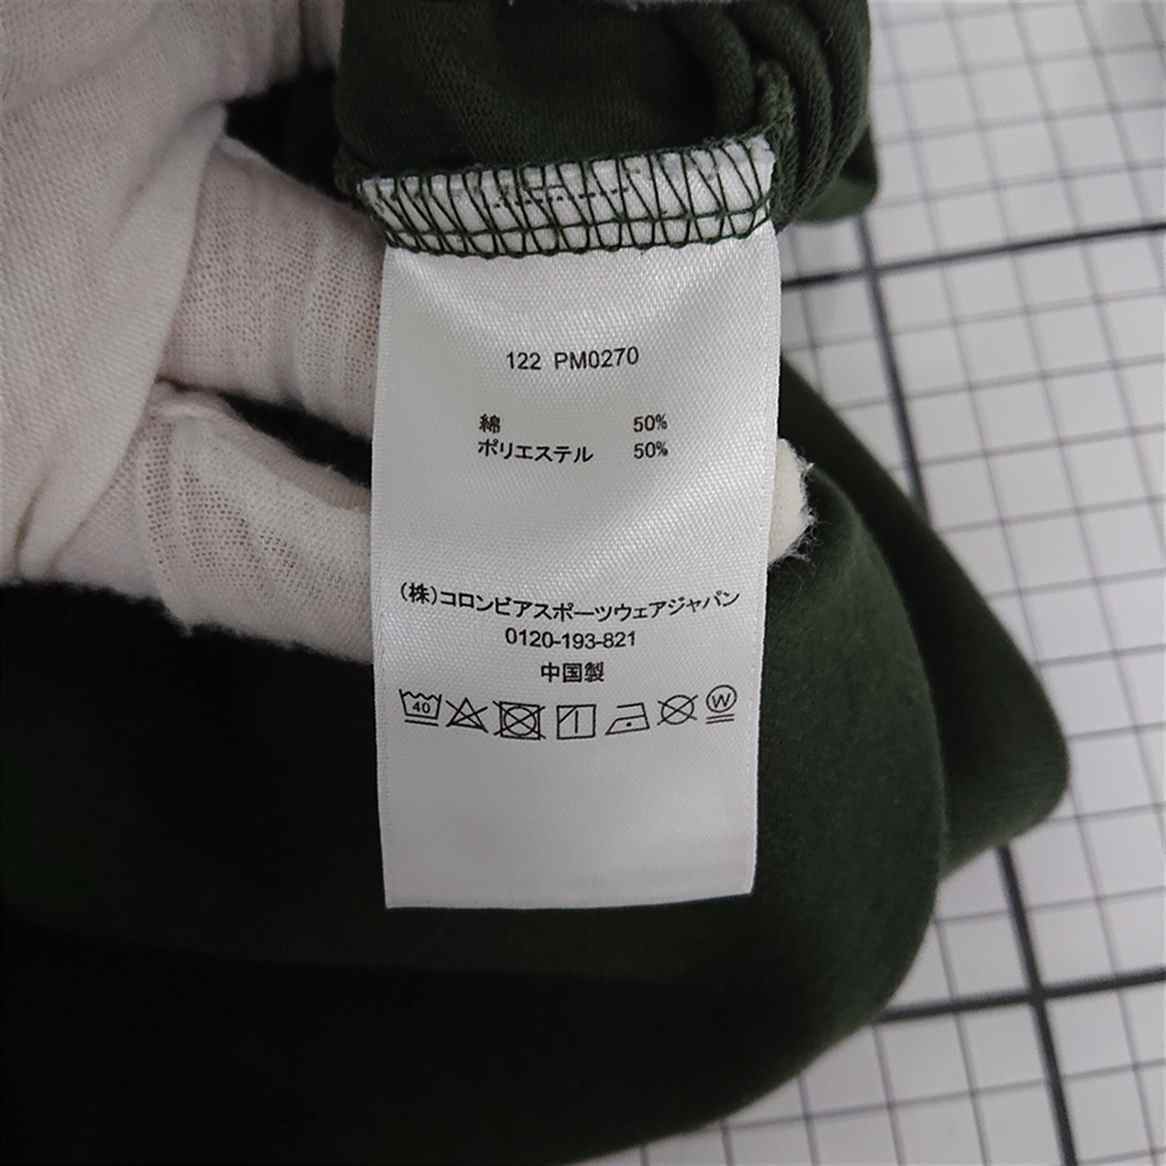 122 PM0270
綿 50%
ポリエステル 50%
(株)コロンビアスポーツウェアジャパン
0120-193-821
中国製
40 W